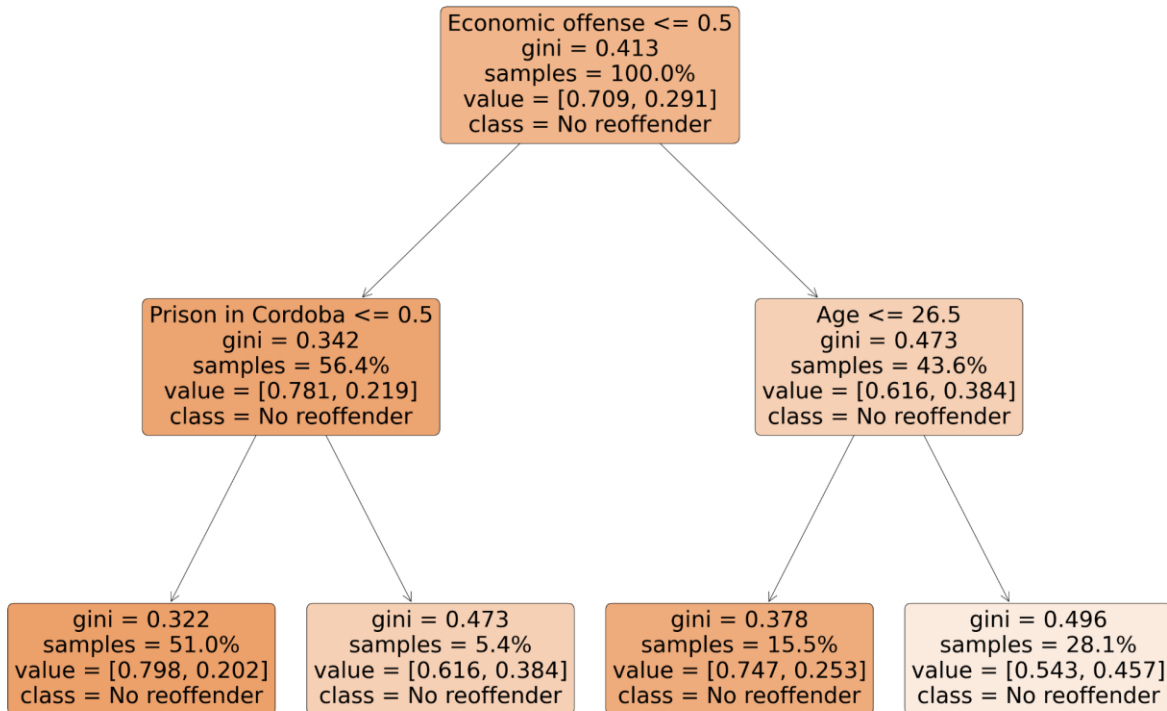 Economic offense <= 0.5
gini = 0.413
samples = 100.0%
value = [0.709, 0.291]
class = No reoffender
Prison in Cordoba <= 0.5
gini = 0.342
samples = 56.4%
value = [0.781, 0.219]
class = No reoffender
Age <= 26.5
gini = 0.473
samples = 43.6%
value = [0.616, 0.384]
class = No reoffender
gini = 0.322
samples = 51.0%
value = [0.798, 0.202]
class = No reoffender
gini = 0.473
samples = 5.4%
value = [0.616, 0.384]
class = No reoffender
gini = 0.378
samples = 15.5%
value = [0.747, 0.253]
class = No reoffender
gini = 0.496
samples = 28.1%
value = [0.543, 0.457]
class = No reoffender